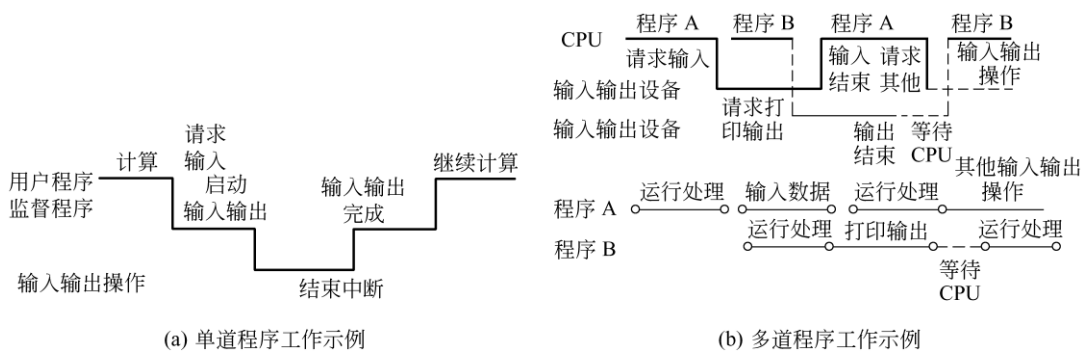 计算
请求
输入
启动
输入输出
输入输出
完成
继续计算
用户程序
监督程序
输入输出操作
结束中断
(a) 单道程序工作示例
程序 A
程序 B
程序 A
程序 B
CPU
请求输入
输入
结束
请求
其他
输入输出
操作
输入输出设备
请求打
印输出
输入输出设备
输出
结束
等待
CPU
其他输入输出
操作
程序 A
运行处理
输入数据
运行处理
程序 B
运行处理
打印输出
运行处理
等待
CPU
(b) 多道程序工作示例